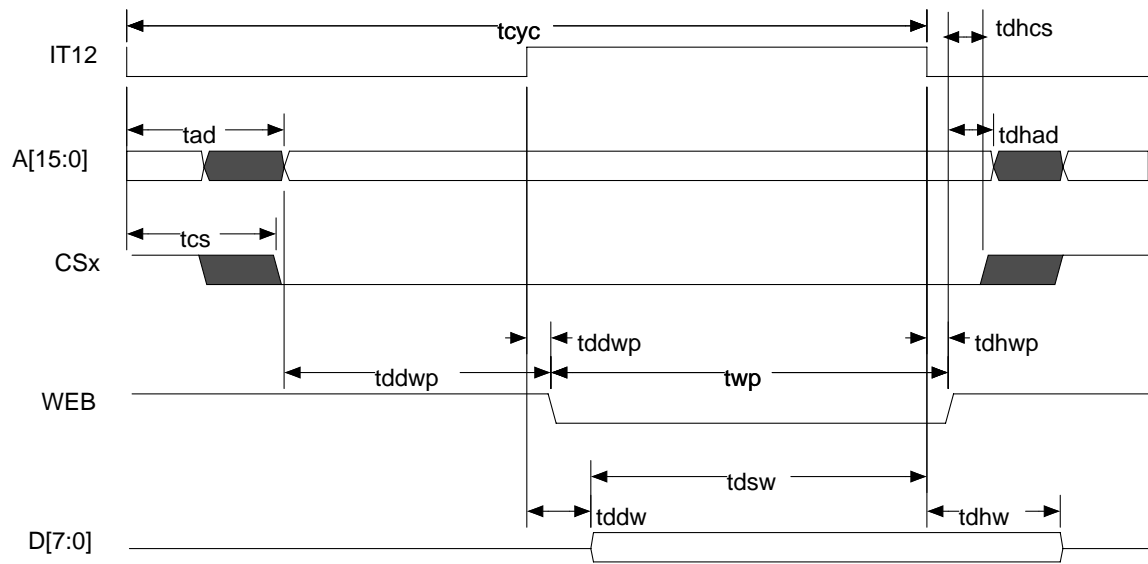 tcyc
tdhcs
IT12
tad
tdhad
A[15:0]
tcs
CSx
tddwp
tdhwp
tddwp
twp
WEB
tdsw
tddw
tdhw
D[7:0]